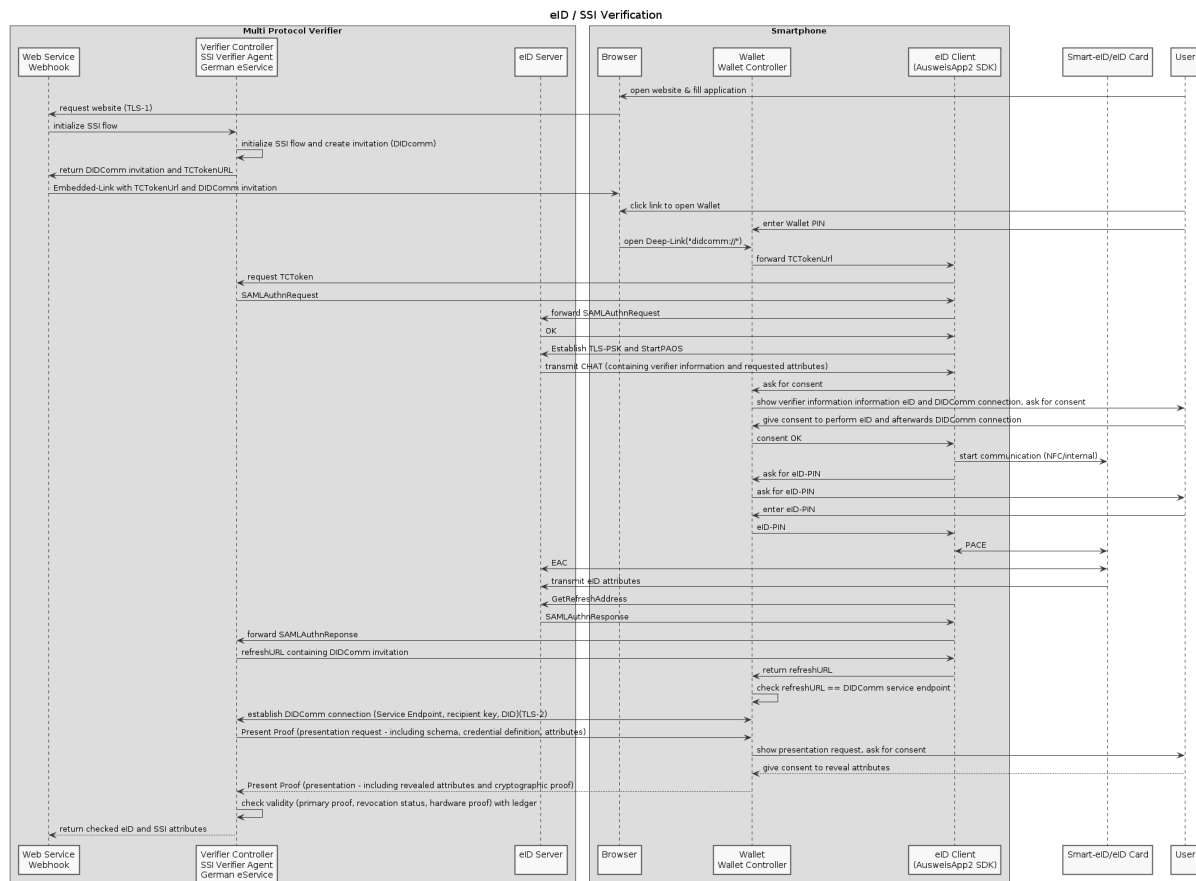 eID / SSI Verification
Multi Protocol Verifier
Smartphone
Web Service
Webhook
Verifier Controller
SSI Verifier Agent
German eService
eID Server
Browser
Wallet
Wallet Controller
eID Client
(AusweisApp2 SDK)
Smart-eID/eID Card
User
open website & fill application
request website (TLS-1)
initialize SSI flow
initialize SSI flow and create invitation (DIDcomm)
return DIDComm invitation and TCTokenURL
Embedded-Link with TCTokenUrl and DIDComm invitation
click link to open Wallet
enter Wallet PIN
open Deep-Link("didcomm://")
forward TCTokenUrl
request TCToken
SAMLAuthnRequest
forward SAMLAuthnRequest
OK
Establish TLS-PSK and StartPAOS
transmit CHAT (containing verifier information and requested attributes)
ask for consent
show verifier information information eID and DIDComm connection, ask for consent
give consent to perform eID and afterwards DIDComm connection
consent OK
start communication (NFC/internal)
ask for eID-PIN
ask for eID-PIN
enter eID-PIN
eID-PIN
PACE
EAC
transmit eID attributes
GetRefreshAddress
SAMLAuthnResponse
forward SAMLAuthnReponse
refreshURL containing DIDComm invitation
return refreshURL
check refreshURL == DIDComm service endpoint
establish DIDComm connection (Service Endpoint, recipient key, DID)(TLS-2)
Present Proof (presentation request - including schema, credential definition, attributes)
show presentation request, ask for consent
give consent to reveal attributes
Present Proof (presentation - including revealed attributes and cryptographic proof)
check validity (primary proof, revocation status, hardware proof) with ledger
return checked eID and SSI attributes
Web Service
Webhook
Verifier Controller
SSI Verifier Agent
German eService
eID Server
Browser
Wallet
Wallet Controller
eID Client
(AusweisApp2 SDK)
Smart-eID/eID Card
User